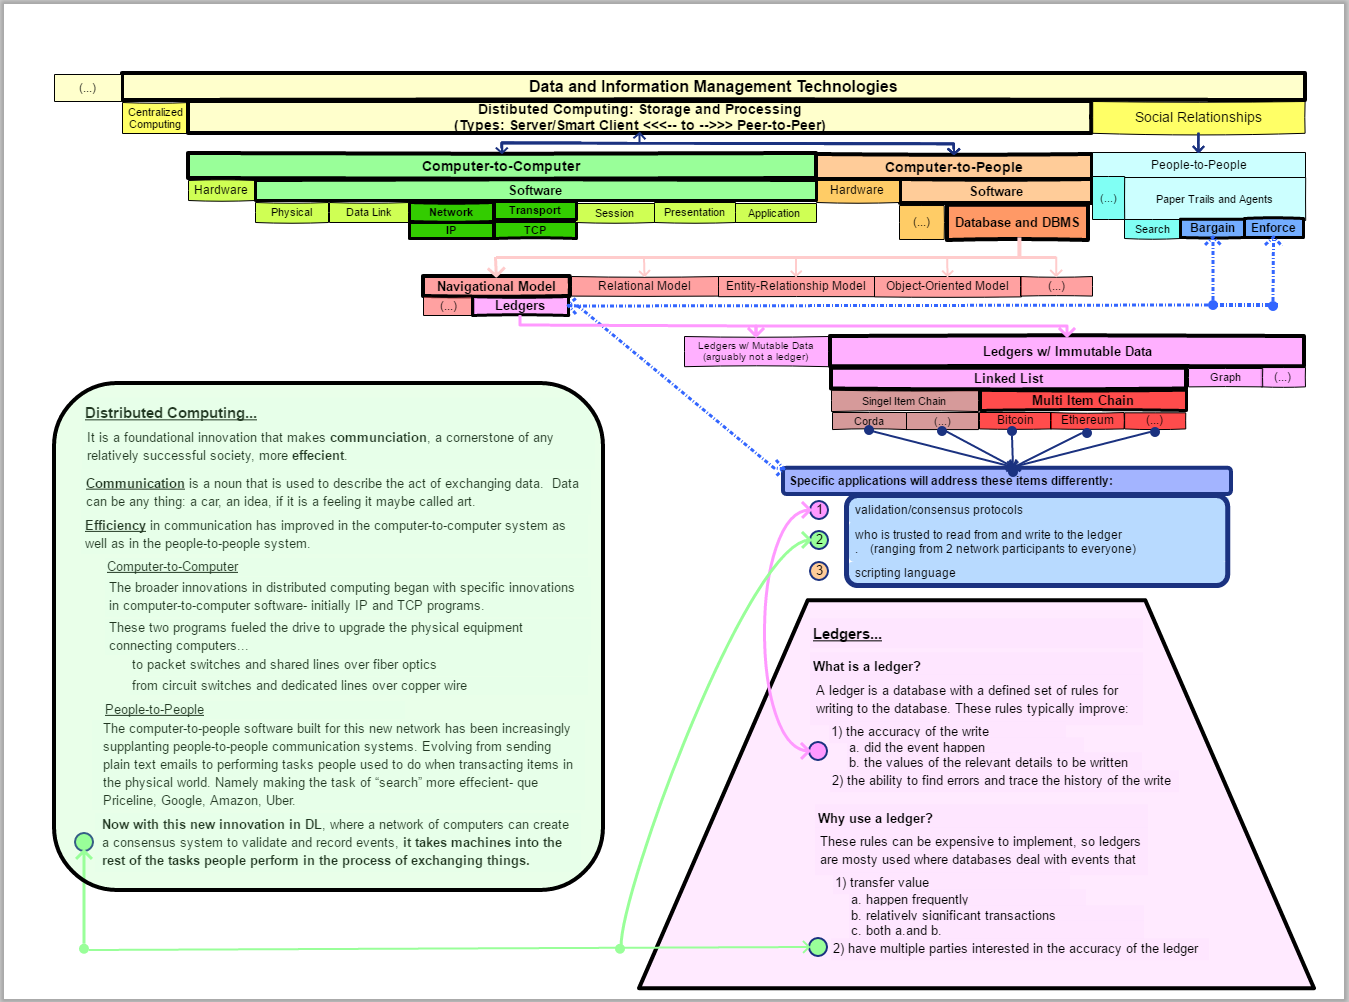 (...)
Data and Information Management Technologies
Centralized
Computing
Distibuted Computing: Storage and Processing
(Types: Server/Smart Client <<<-- to -->>> Peer-to-Peer)
Social Relationships
Computer-to-Computer
Computer-to-People
People-to-People
Hardware
Software
Hardware
Software
(...)
Paper Trails and Agents
Physical
Data Link
Network
Transport
Session
Presentation
Application
(...)
Database and DBMS
Search
Bargain
Enforce
IP
TCP
Navigational Model
Relational Model
Entity-Relationship Model
Object-Oriented Model
(...)
(...)
Ledgers
Ledgers w/ Mutable Data
(arguably not a ledger)
Ledgers w/ Immutable Data
Linked List
Graph
(...)
Singel Item Chain
Multi Item Chain
Corda
(...)
Bitcoin
Ethereum
(...)
Distributed Computing...
It is a foundational innovation that makes communciation, a cornerstone of any
relatively successful society, more effecient.
Communication is a noun that is used to describe the act of exchanging data. Data
can be any thing: a car, an idea, if it is a feeling it maybe called art.
Efficiency in communication has improved in the computer-to-computer system as
well as in the people-to-people system.
Computer-to-Computer
The broader innovations in distributed computing began with specific innovations
in computer-to-computer software- initially IP and TCP programs.
These two programs fueled the drive to upgrade the physical equipment
connecting computers...
to packet switches and shared lines over fiber optics
from circuit switches and dedicated lines over copper wire
People-to-People
The computer-to-people software built for this new network has been increasingly
supplanting people-to-people communication systems. Evolving from sending
plain text emails to performing tasks people used to do when transacting items in
the physical world. Namely making the task of “search” more effecient- que
Priceline, Google, Amazon, Uber.
Now with this new innovation in DL, where a network of computers can create
a consensus system to validate and record events, it takes machines into the
rest of the tasks people perform in the process of exchanging things.
Specific applications will address these items differently:
1
validation/consensus protocols
2
who is trusted to read from and write to the ledger
. (ranging from 2 network participants to everyone)
3
scripting language
Ledgers...
What is a ledger?
A ledger is a database with a defined set of rules for
writing to the database. These rules typically improve:
1) the accuracy of the write
a. did the event happen
b. the values of the relevant details to be written
2) the ability to find errors and trace the history of the write
Why use a ledger?
These rules can be expensive to implement, so ledgers
are mosty used where databases deal with events that
1) transfer value
a. happen frequently
b. relatively significant transactions
c. both a.and b.
2) have multiple parties interested in the accuracy of the ledger